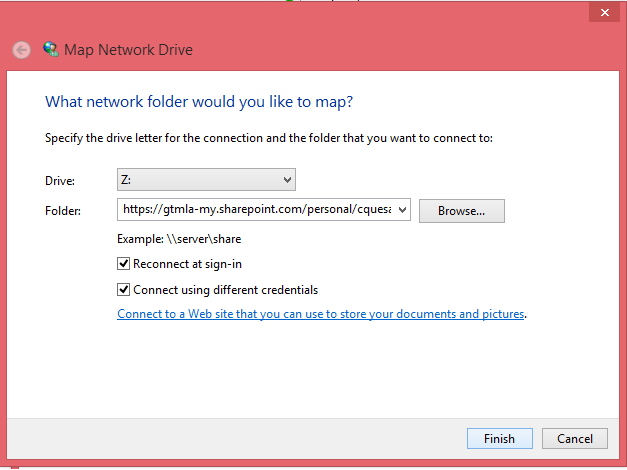 Map Network Drive
What network folder would you like to map?
Specify the drive letter for the connection and the folder that you want to connect to:
Drive: Z:
Folder: https://gtmla-my.sharepoint.com/personal/cquesa Browse...
Example: \\server\share
Reconnect at sign-in
Connect using different credentials
Connect to a Web site that you can use to store your documents and pictures.
Finish Cancel